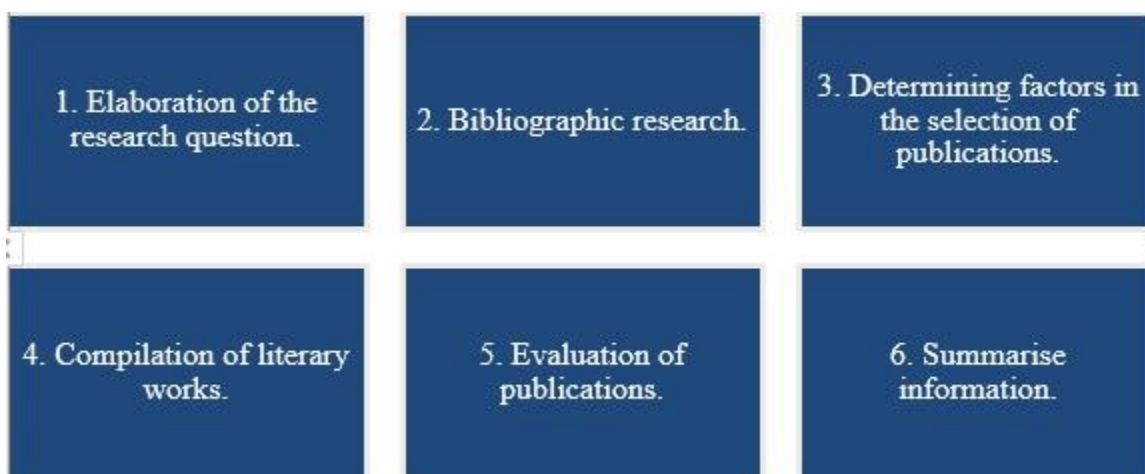 1. Elaboration of the
research question.
2. Bibliographic research.
3. Determining factors in
the selection of
publications.
4. Compilation of literary
works.
5. Evaluation of
publications.
6. Summarise
information.